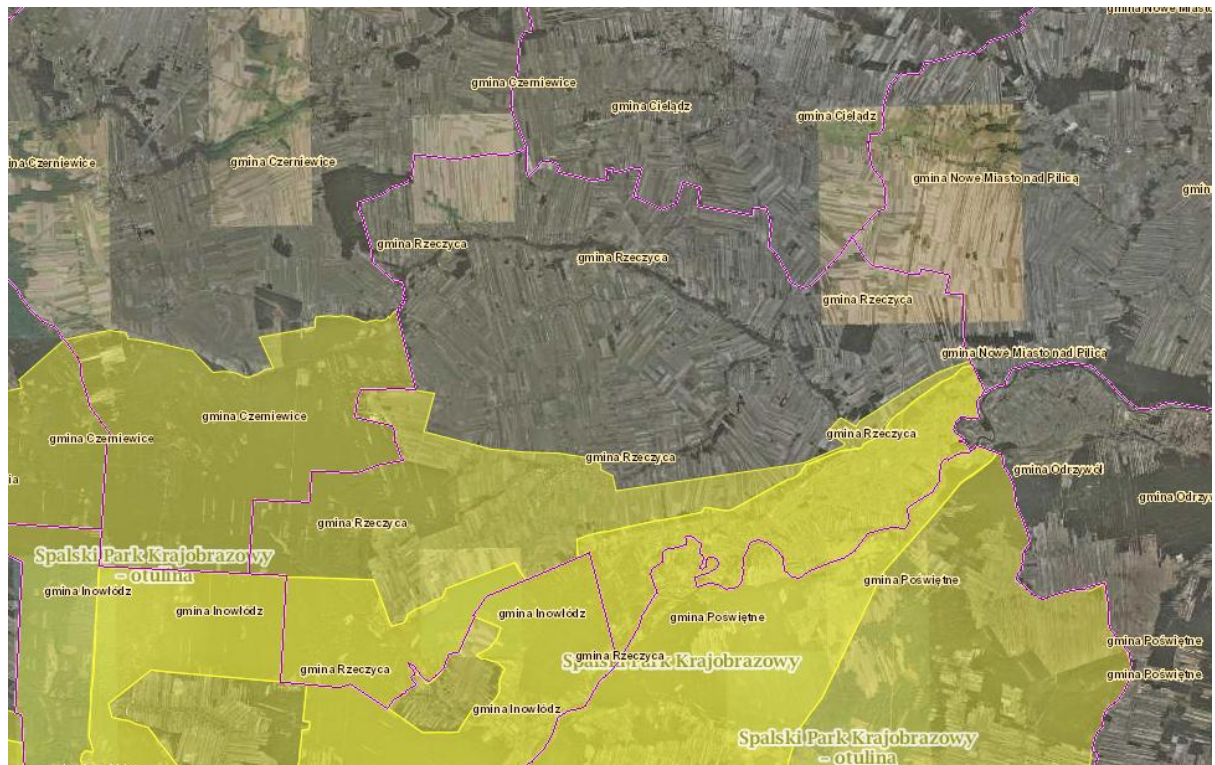 gmina Nowe Miast
gmina Czerniewice
gmina Cielądz
gmina Cielądz
ina Czerniewice
gmina Czerniewice
gmina Nowe Miasto nad Pilicą
gmin
gmina Rzeczyca
gmina Rzeczyca
gmina Rzeczyca
gmina Nowe Miasto nad Pilicą
gmina Czerniewice
gmina Czerniewice
gmina Rzeczyca
gmina Rzeczyca
gmina Odrzywół
ia
gmina Odrzyw
gmina Rzeczyca
Spalski Park Krajobrazowy
- otulina
gmina Inowłódz
gmina Inowłódz
gmina Poświętne
gmina Inowłódz
gmina Poświętne
gmina Poświętne
gmina Rzeczyca
gmina Rzeczyca
Spalski Park Krajobrazowy
gmina Poświętne
gmina Inowłódz
Spalski Park Krajobrazowy
- otulina